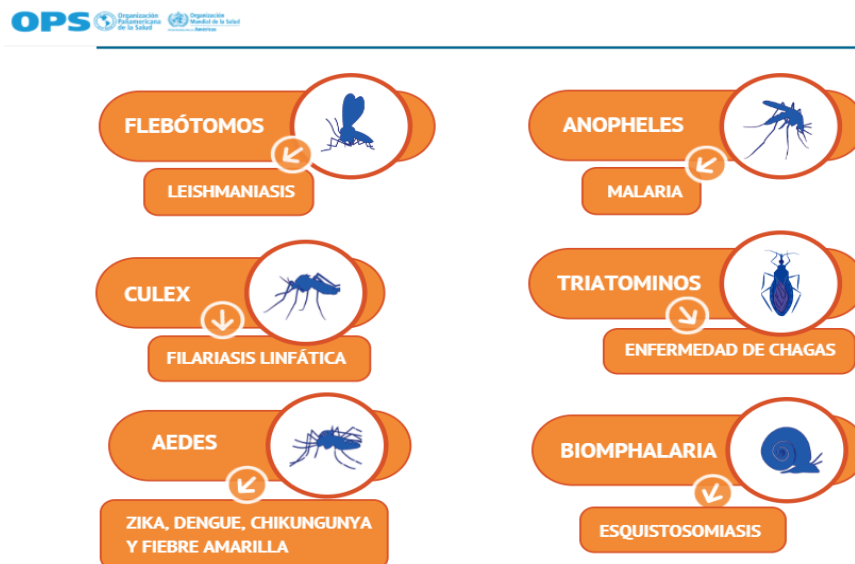 OPS
Organización
Panamericana
de la Salud
Organización
Mundial de la Salud
Américas
FLEBÓTOMOS
LEISHMANIASIS
ANOPHELES
MALARIA
CULEX
FILARIASIS LINFÁTICA
TRIATOMINOS
ENFERMEDAD DE CHAGAS
AEDES
ZIKA, DENGUE, CHIKUNGUNYA
Y FIEBRE AMARILLA
BIOMPHALARIA
ESQUISTOSOMIASIS